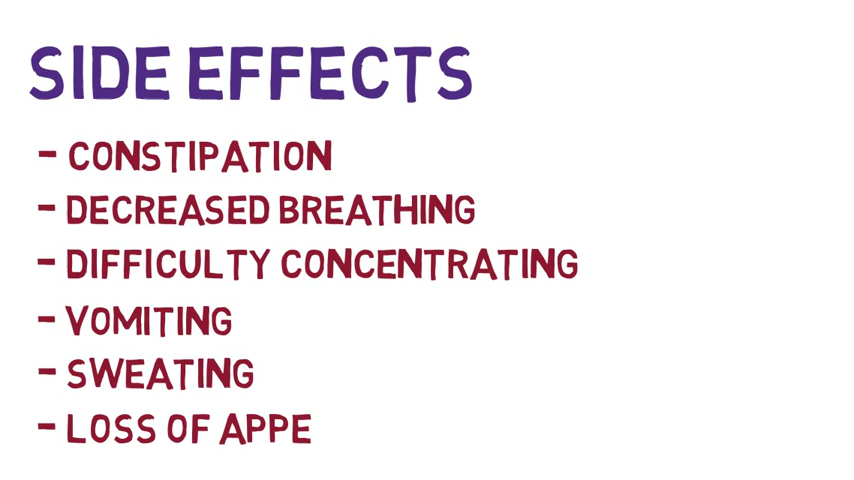 SIDE EFFECTS
- CONSTIPATION
- DECREASED BREATHING
- DIFFICULTY CONCENTRATING
- VOMITING
- SWEATING
- LOSS OF APPE